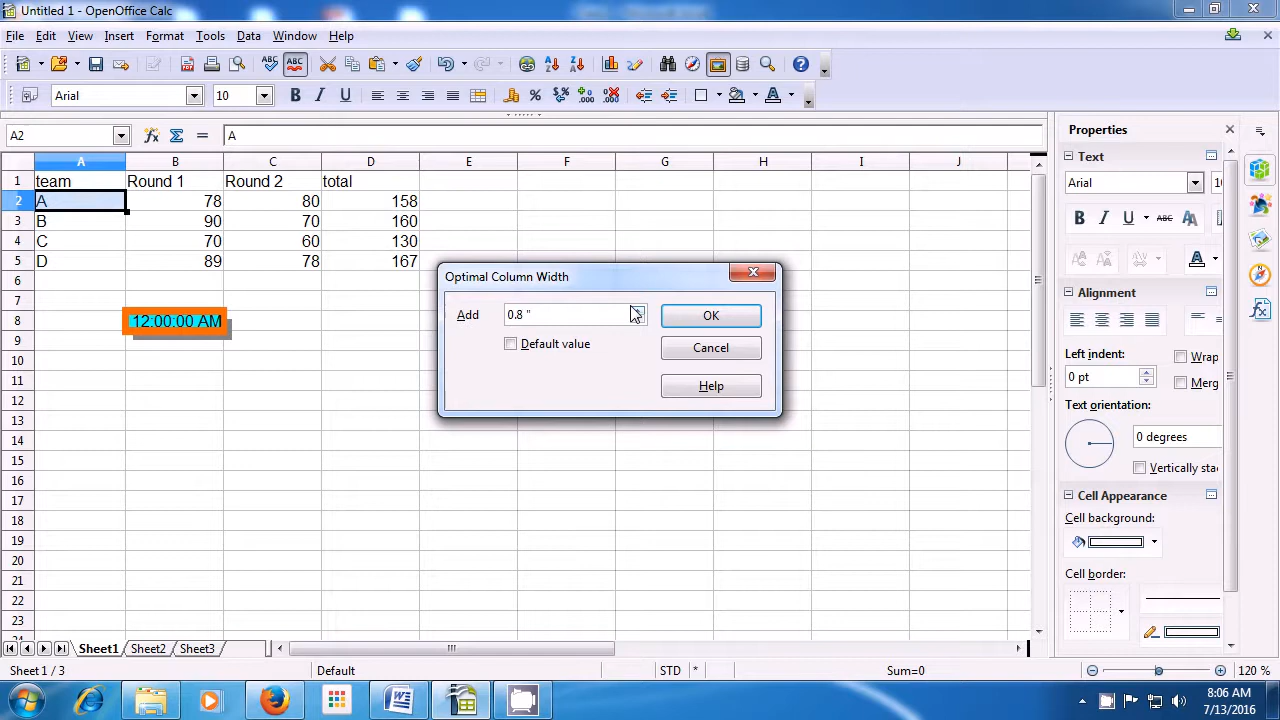 Untitled 1 - OpenOffice Calc
File Edit View Insert Format Tools Data Window Help
Arial 10
A2 A
A B C D E F G H I J
1 team Round 1 Round 2 total
2 A 78 80 158
3 B 90 70 160
4 C 70 60 130
5 D 89 78 167
6
7
8 12:00:00 AM
9
10
11
12
13
14
15
16
17
18
19
20
21
22
23
Optimal Column Width
Add 0.8 " OK
Default value Cancel
Help
Properties
Text
Arial
Alignment
Left indent: Wrap
0 pt
Text orientation:
0 degrees
Cell Appearance
Cell background:
Cell border:
Sheet1 Sheet2 Sheet3
Sheet 1 / 3 Default STD * Sum=0 120 %
8:06 AM
7/13/2016